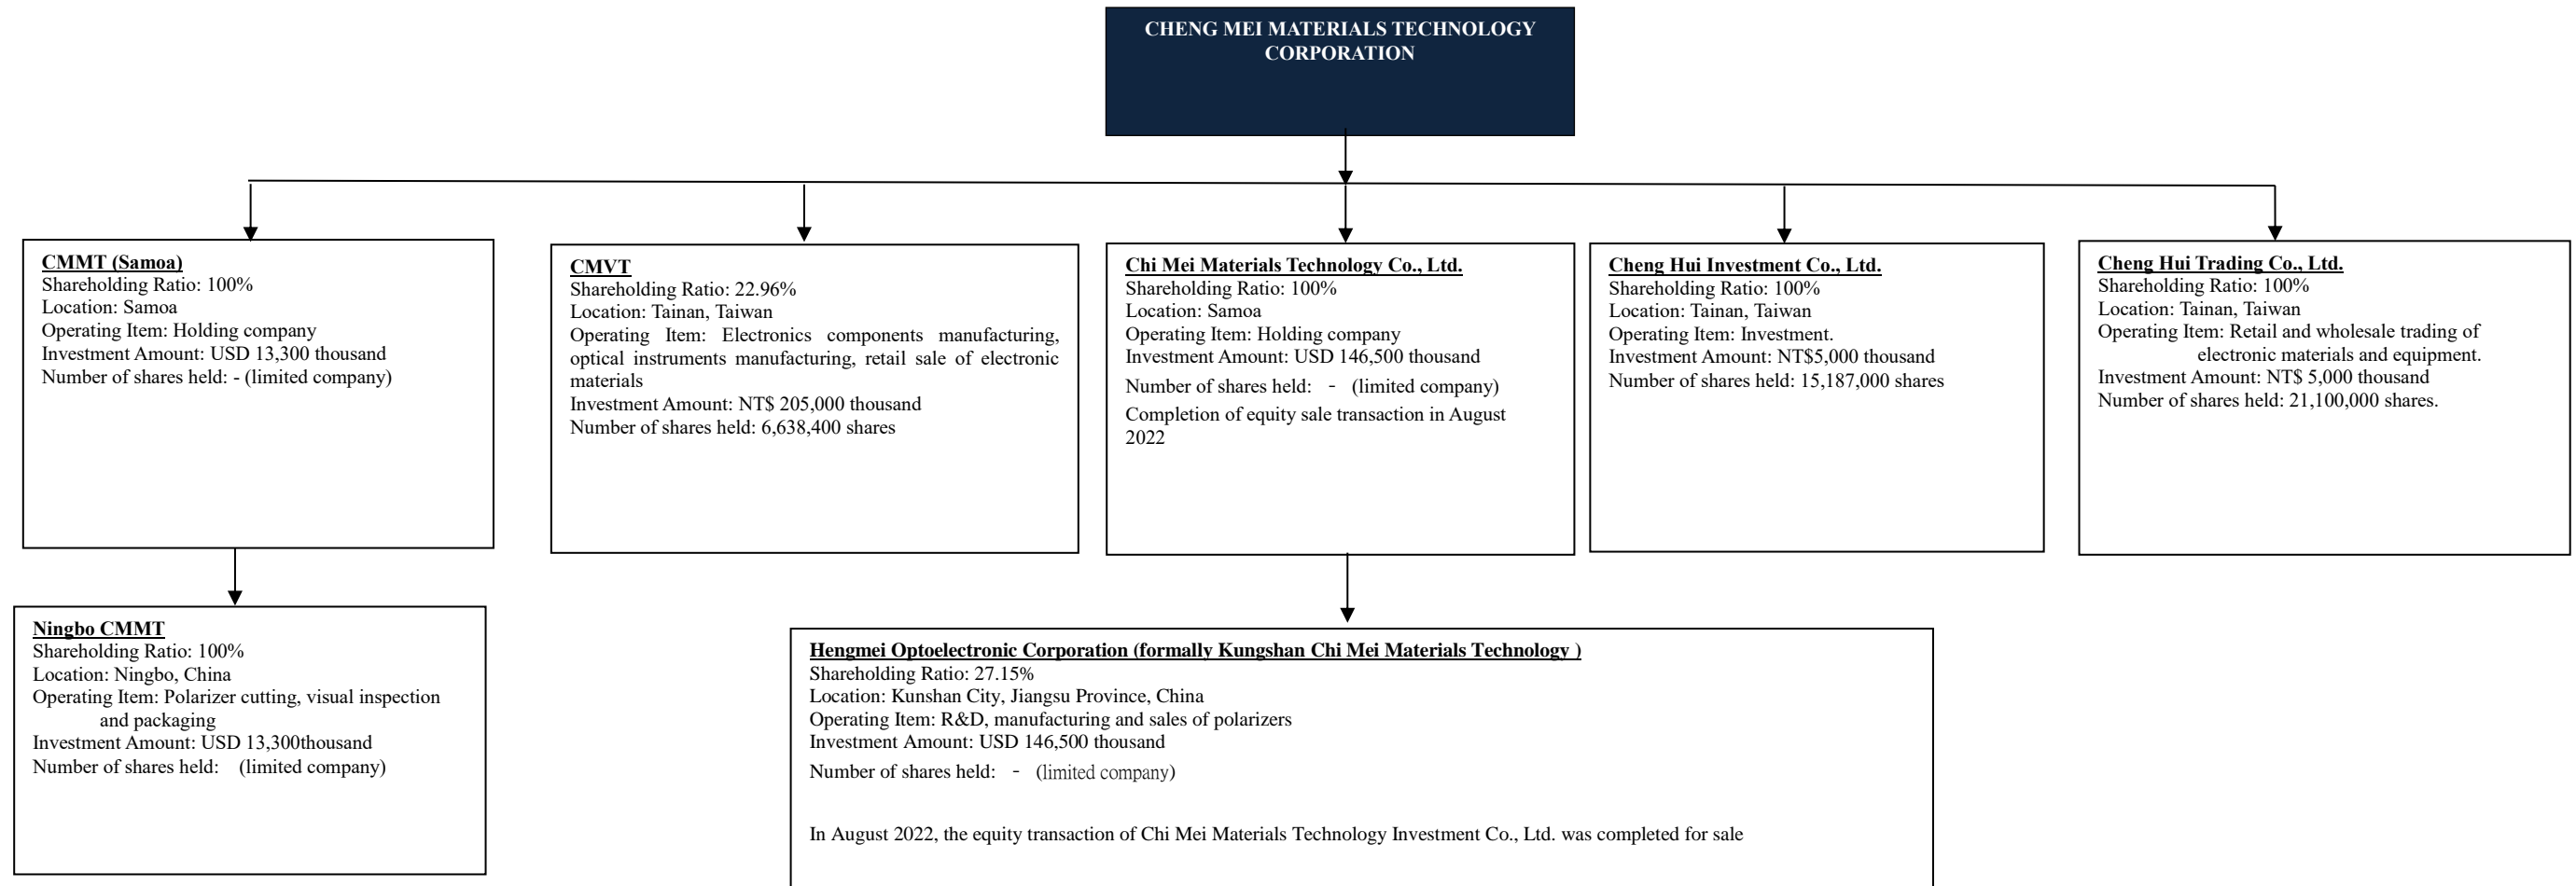 CHENG MEI MATERIALS TECHNOLOGY
CORPORATION
CMMT (Samoa)
Shareholding Ratio: 100%
Location: Samoa
Operating Item: Holding company
Investment Amount: USD 13,300 thousand
Number of shares held: - (limited company)
CMVT
Shareholding Ratio: 22.96%
Location: Tainan, Taiwan
Operating Item: Electronics components manufacturing,
optical instruments manufacturing, retail sale of electronic
materials
Investment Amount: NT$ 205,000 thousand
Number of shares held: 6,638,400 shares
Chi Mei Materials Technology Co., Ltd.
Shareholding Ratio: 100%
Location: Samoa
Operating Item: Holding company
Investment Amount: USD 146,500 thousand
Number of shares held: - (limited company)
Completion of equity sale transaction in August
2022
Cheng Hui Investment Co., Ltd.
Shareholding Ratio: 100%
Location: Tainan, Taiwan
Operating Item: Investment.
Investment Amount: NT$5,000 thousand
Number of shares held: 15,187,000 shares
Cheng Hui Trading Co., Ltd.
Shareholding Ratio: 100%
Location: Tainan, Taiwan
Operating Item: Retail and wholesale trading of
electronic materials and equipment.
Investment Amount: NT$ 5,000 thousand
Number of shares held: 21,100,000 shares.
Ningbo CMMT
Shareholding Ratio: 100%
Location: Ningbo, China
Operating Item: Polarizer cutting, visual inspection
and packaging
Investment Amount: USD 13,300thousand
Number of shares held: (limited company)
Hengmei Optoelectronic Corporation (formally Kungshan Chi Mei Materials Technology )
Shareholding Ratio: 27.15%
Location: Kunshan City, Jiangsu Province, China
Operating Item: R&D, manufacturing and sales of polarizers
Investment Amount: USD 146,500 thousand
Number of shares held: - (limited company)
In August 2022, the equity transaction of Chi Mei Materials Technology Investment Co., Ltd. was completed for sale